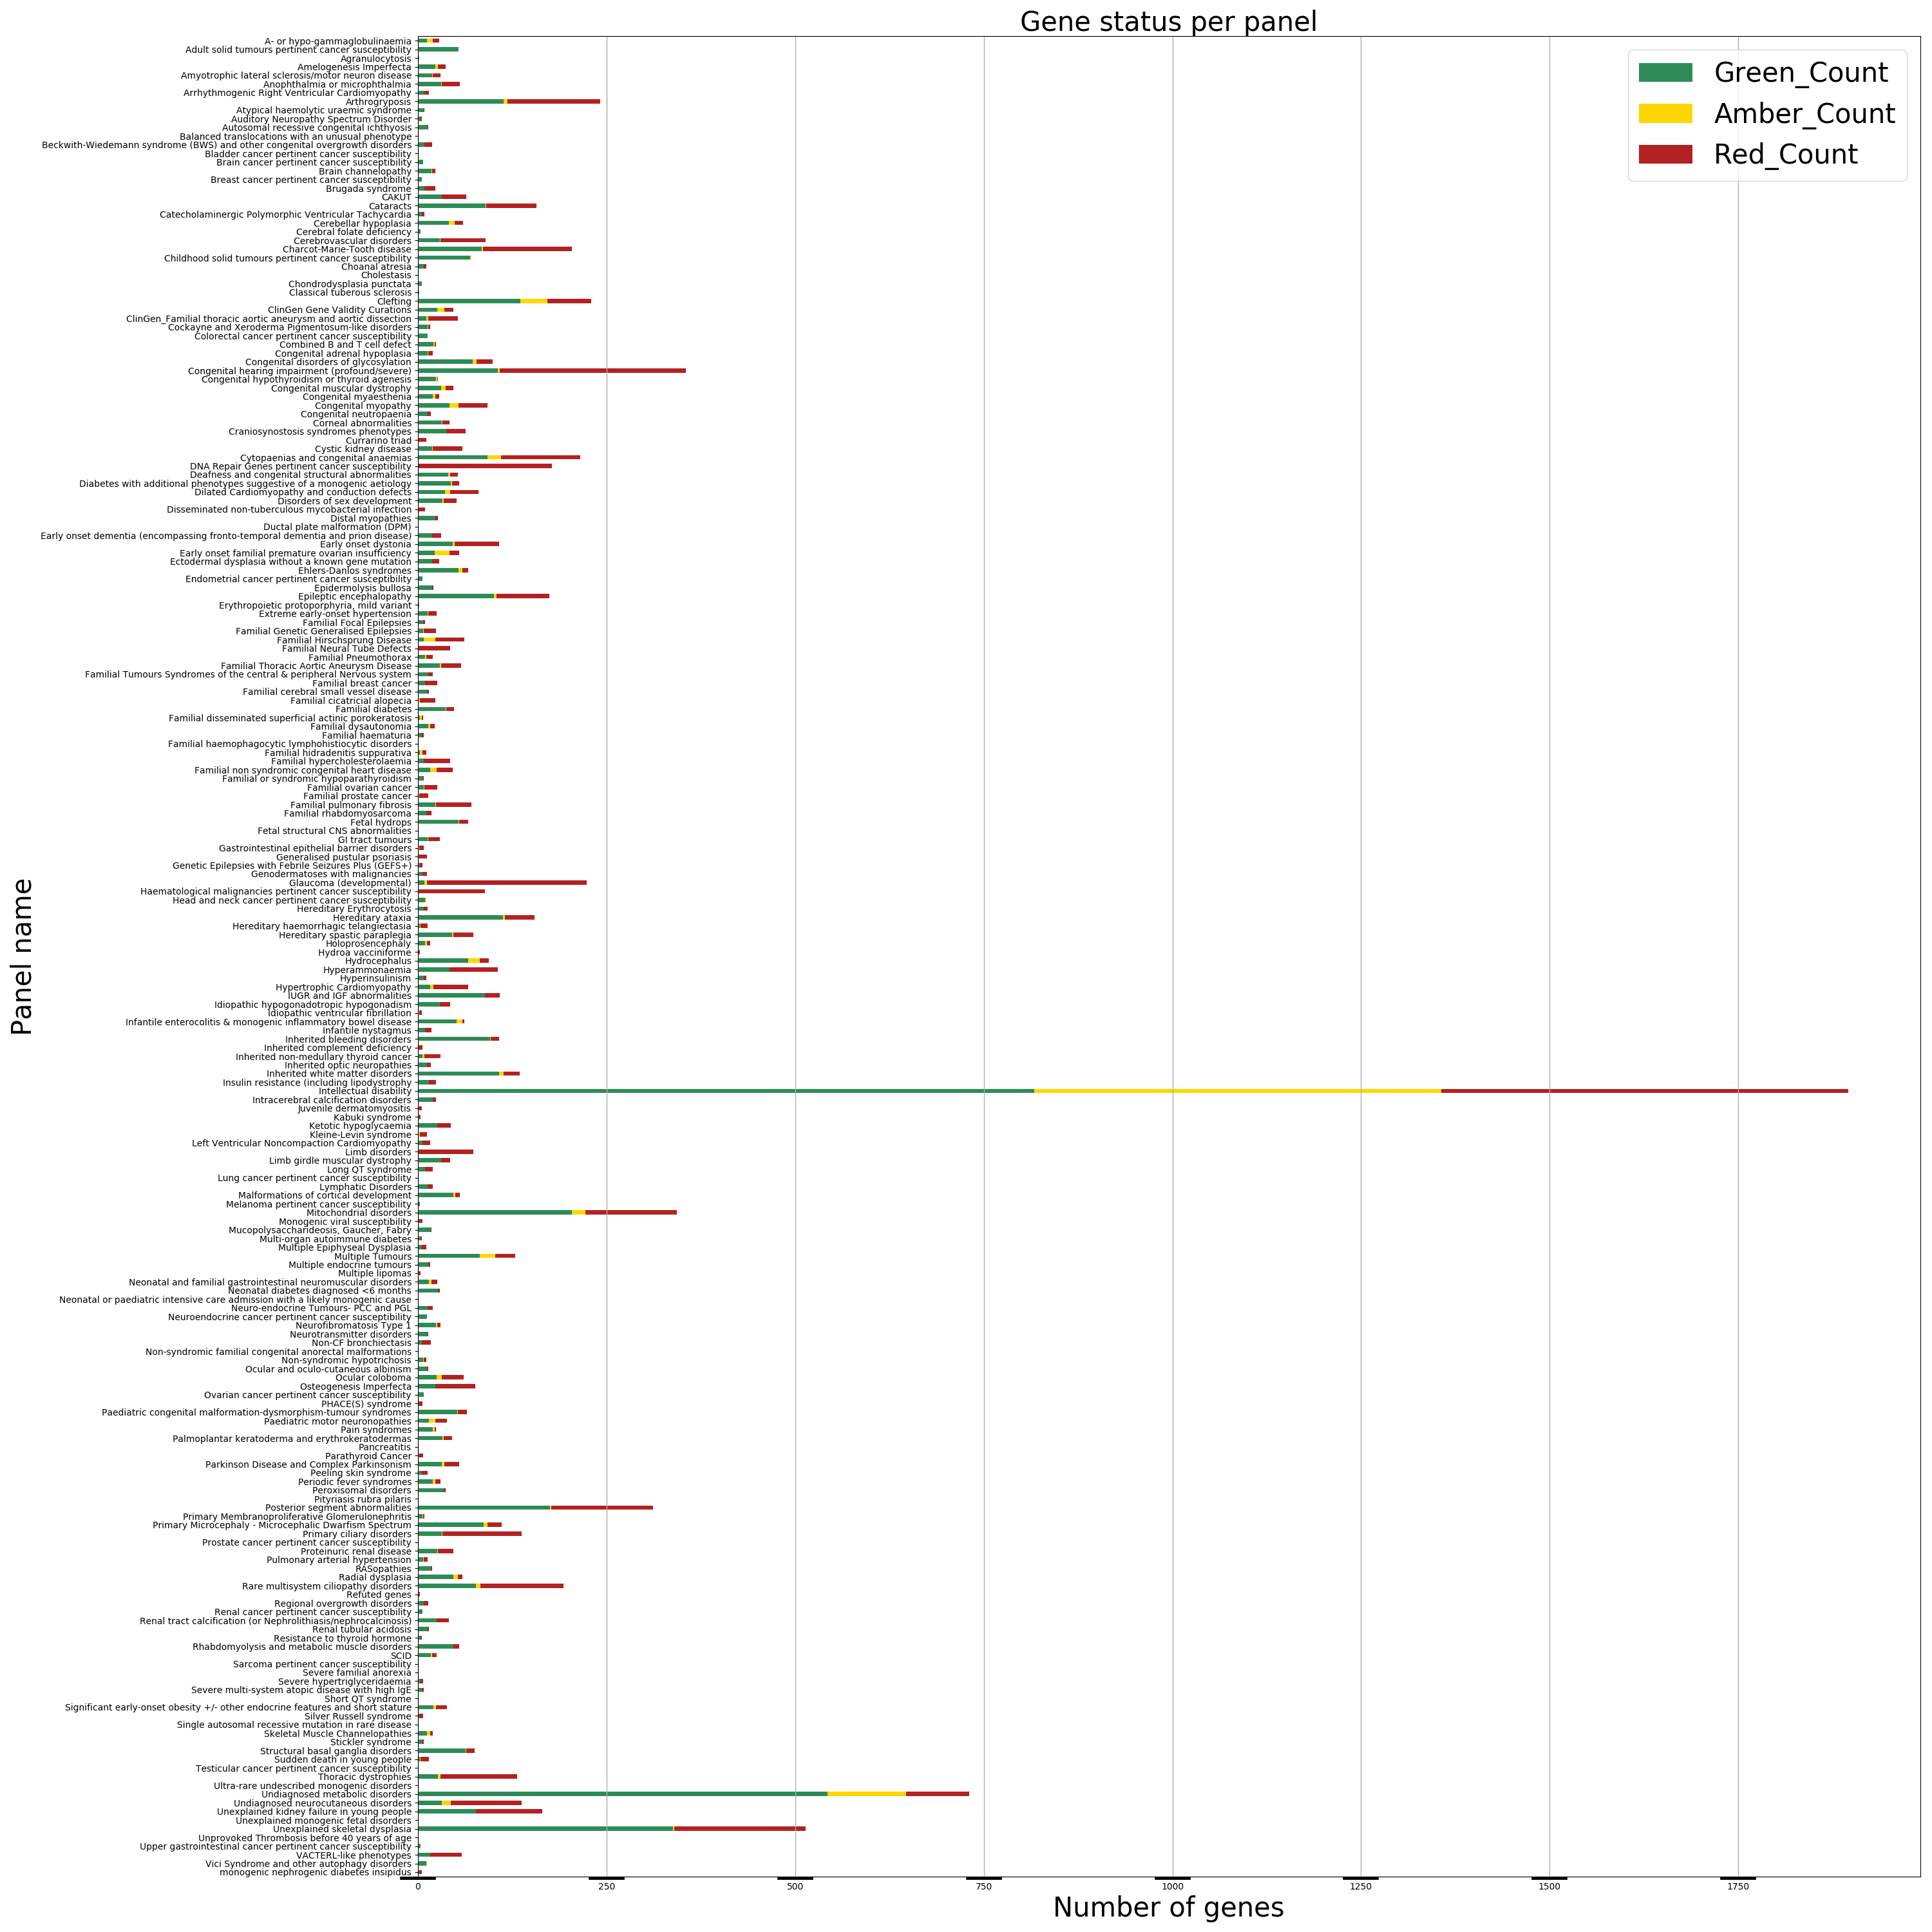 Gene status per panel
Green_Count
Amber_Count
Red_Count
Panel name
A- or hypo-gammaglobulinaemia
Adult solid tumours pertinent cancer susceptibility
Agranulocytosis
Amelogenesis Imperfecta
Amyotrophic lateral sclerosis/motor neuron disease
Anophthalmia or microphthalmia
Arrhythmogenic Right Ventricular Cardiomyopathy
Arthrogryposis
Atypical haemolytic uraemic syndrome
Auditory Neuropathy Spectrum Disorder
Autosomal recessive congenital ichthyosis
Balanced translocations with an unusual phenotype
Beckwith-Wiedemann syndrome (BWS) and other congenital overgrowth disorders
Bladder cancer pertinent cancer susceptibility
Brain cancer pertinent cancer susceptibility
Brain channelopathy
Breast cancer pertinent cancer susceptibility
Brugada syndrome
CAKUT
Cataracts
Catecholaminergic Polymorphic Ventricular Tachycardia
Cerebellar hypoplasia
Cerebral folate deficiency
Cerebrovascular disorders
Charcot-Marie-Tooth disease
Childhood solid tumours pertinent cancer susceptibility
Choanal atresia
Cholestasis
Chondrodysplasia punctata
Classical tuberous sclerosis
Clefting
ClinGen Gene Validity Curations
ClinGen_Familial thoracic aortic aneurysm and aortic dissection
Cockayne and Xeroderma Pigmentosum-like disorders
Colorectal cancer pertinent cancer susceptibility
Combined B and T cell defect
Congenital adrenal hypoplasia
Congenital disorders of glycosylation
Congenital hearing impairment (profound/severe)
Congenital hypothyroidism or thyroid agenesis
Congenital muscular dystrophy
Congenital myaesthenia
Congenital myopathy
Congenital neutropaenia
Corneal abnormalities
Craniosynostosis syndromes phenotypes
Currarino triad
Cystic kidney disease
Cytopaenias and congenital anaemias
DNA Repair Genes pertinent cancer susceptibility
Deafness and congenital structural abnormalities
Diabetes with additional phenotypes suggestive of a monogenic aetiology
Dilated Cardiomyopathy and conduction defects
Disorders of sex development
Disseminated non-tuberculous mycobacterial infection
Distal myopathies
Ductal plate malformation (DPM)
Early onset dementia (encompassing fronto-temporal dementia and prion disease)
Early onset dystonia
Early onset familial premature ovarian insufficiency
Ectodermal dysplasia without a known gene mutation
Ehlers-Danlos syndromes
Endometrial cancer pertinent cancer susceptibility
Epidermolysis bullosa
Epileptic encephalopathy
Erythropoietic protoporphyria, mild variant
Extreme early-onset hypertension
Familial Focal Epilepsies
Familial Genetic Generalised Epilepsies
Familial Hirschsprung Disease
Familial Neural Tube Defects
Familial Pneumothorax
Familial Thoracic Aortic Aneurysm Disease
Familial Tumours Syndromes of the central & peripheral Nervous system
Familial breast cancer
Familial cerebral small vessel disease
Familial cicatricial alopecia
Familial diabetes
Familial disseminated superficial actinic porokeratosis
Familial dysautonomia
Familial haematuria
Familial haemophagocytic lymphohistiocytic disorders
Familial hidradenitis suppurativa
Familial hypercholesterolaemia
Familial non syndromic congenital heart disease
Familial or syndromic hypoparathyroidism
Familial ovarian cancer
Familial prostate cancer
Familial pulmonary fibrosis
Familial rhabdomyosarcoma
Fetal hydrops
Fetal structural CNS abnormalities
GI tract tumours
Gastrointestinal epithelial barrier disorders
Generalised pustular psoriasis
Genetic Epilepsies with Febrile Seizures Plus (GEFS+)
Genodermatoses with malignancies
Glaucoma (developmental)
Haematological malignancies pertinent cancer susceptibility
Head and neck cancer pertinent cancer susceptibility
Hereditary Erythrocytosis
Hereditary ataxia
Hereditary haemorrhagic telangiectasia
Hereditary spastic paraplegia
Holoprosencephaly
Hydroa vacciniforme
Hydrocephalus
Hyperammonaemia
Hyperinsulinism
Hypertrophic Cardiomyopathy
IUGR and IGF abnormalities
Idiopathic hypogonadotropic hypogonadism
Idiopathic ventricular fibrillation
Infantile enterocolitis & monogenic inflammatory bowel disease
Infantile nystagmus
Inherited bleeding disorders
Inherited complement deficiency
Inherited non-medullary thyroid cancer
Inherited optic neuropathies
Inherited white matter disorders
Insulin resistance (including lipodystrophy
Intellectual disability
Intracerebral calcification disorders
Juvenile dermatomyositis
Kabuki syndrome
Ketotic hypoglycaemia
Kleine-Levin syndrome
Left Ventricular Noncompaction Cardiomyopathy
Limb disorders
Limb girdle muscular dystrophy
Long QT syndrome
Lung cancer pertinent cancer susceptibility
Lymphatic Disorders
Malformations of cortical development
Melanoma pertinent cancer susceptibility
Mitochondrial disorders
Monogenic viral susceptibility
Mucopolysaccharideosis, Gaucher, Fabry
Multi-organ autoimmune diabetes
Multiple Epiphyseal Dysplasia
Multiple Tumours
Multiple endocrine tumours
Multiple lipomas
Neonatal and familial gastrointestinal neuromuscular disorders
Neonatal diabetes diagnosed <6 months
Neonatal or paediatric intensive care admission with a likely monogenic cause
Neuro-endocrine Tumours- PCC and PGL
Neuroendocrine cancer pertinent cancer susceptibility
Neurofibromatosis Type 1
Neurotransmitter disorders
Non-CF bronchiectasis
Non-syndromic familial congenital anorectal malformations
Non-syndromic hypotrichosis
Ocular and oculo-cutaneous albinism
Ocular coloboma
Osteogenesis Imperfecta
Ovarian cancer pertinent cancer susceptibility
PHACE(S) syndrome
Paediatric congenital malformation-dysmorphism-tumour syndromes
Paediatric motor neuronopathies
Pain syndromes
Palmoplantar keratoderma and erythrokeratodermas
Pancreatitis
Parathyroid Cancer
Parkinson Disease and Complex Parkinsonism
Peeling skin syndrome
Periodic fever syndromes
Peroxisomal disorders
Pityriasis rubra pilaris
Posterior segment abnormalities
Primary Membranoproliferative Glomerulonephritis
Primary Microcephaly - Microcephalic Dwarfism Spectrum
Primary ciliary disorders
Prostate cancer pertinent cancer susceptibility
Proteinuric renal disease
Pulmonary arterial hypertension
RASopathies
Radial dysplasia
Rare multisystem ciliopathy disorders
Refuted genes
Regional overgrowth disorders
Renal cancer pertinent cancer susceptibility
Renal tract calcification (or Nephrolithiasis/nephrocalcinosis)
Renal tubular acidosis
Resistance to thyroid hormone
Rhabdomyolysis and metabolic muscle disorders
SCID
Sarcoma pertinent cancer susceptibility
Severe familial anorexia
Severe hypertriglyceridaemia
Severe multi-system atopic disease with high IgE
Short QT syndrome
Significant early-onset obesity +/- other endocrine features and short stature
Silver Russell syndrome
Single autosomal recessive mutation in rare disease
Skeletal Muscle Channelopathies
Stickler syndrome
Structural basal ganglia disorders
Sudden death in young people
Testicular cancer pertinent cancer susceptibility
Thoracic dystrophies
Ultra-rare undescribed monogenic disorders
Undiagnosed metabolic disorders
Undiagnosed neurocutaneous disorders
Unexplained kidney failure in young people
Unexplained monogenic fetal disorders
Unexplained skeletal dysplasia
Unprovoked Thrombosis before 40 years of age
Upper gastrointestinal cancer pertinent cancer susceptibility
VACTERL-like phenotypes
Vici Syndrome and other autophagy disorders
monogenic nephrogenic diabetes insipidus
0 250 500 750 1000 1250 1500 1750
Number of genes